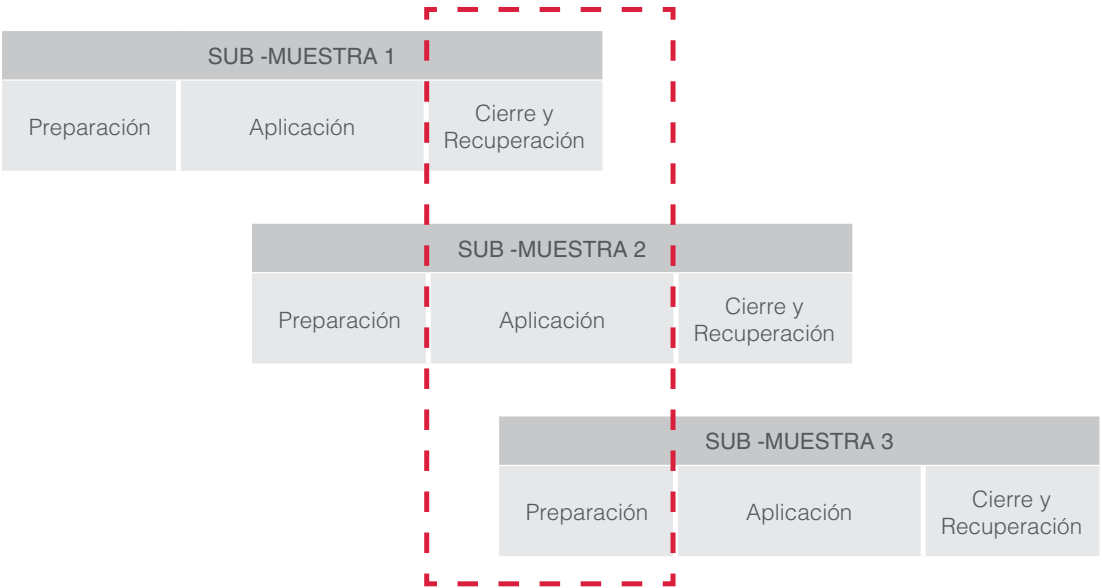 SUB -MUESTRA 1
Preparación
Aplicación
Cierre y
Recuperación
SUB -MUESTRA 2
Preparación
Aplicación
Cierre y
Recuperación
SUB -MUESTRA 3
Preparación
Aplicación
Cierre y
Recuperación